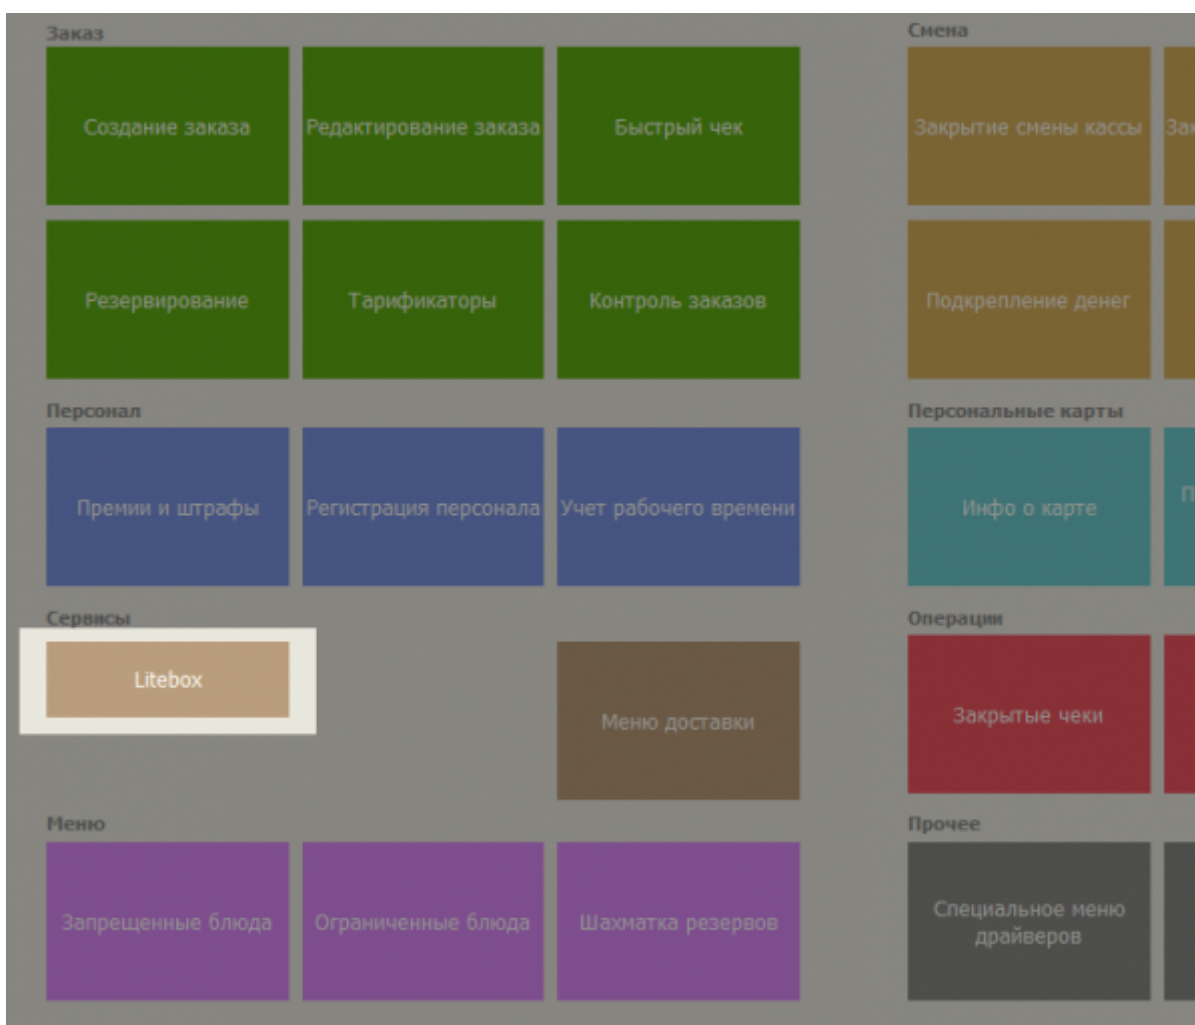 Заказ
Создание заказа
Редактирование заказа
Быстрый чек
Резервирование
Тарификаторы
Контроль заказов
Персонал
Премии и штрафы
Регистрация персонала
Учет рабочего времени
Сервисы
Litebox
Меню доставки
Меню
Запрещенные блюда
Ограниченные блюда
Шахматка резервов
Смена
Закрытие смены кассы
Подкрепление денег
Персональные карты
Инфо о карте
Операции
Закрытые чеки
Прочее
Специальное меню
драйверов